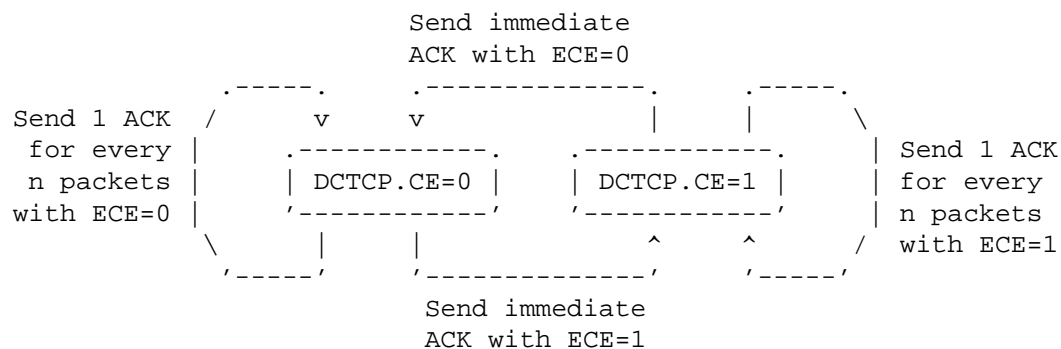 Send immediate
ACK with ECE=0
.-----. .--------------. .-----.
Send 1 ACK / v v | | \
for every | .------------. .------------. | Send 1 ACK
n packets | | DCTCP.CE=0 | | DCTCP.CE=1 | | for every
with ECE=0 | '------------' '------------' | n packets
\ | | ^ ^ / with ECE=1
'-----' '--------------' '-----'
Send immediate
ACK with ECE=1